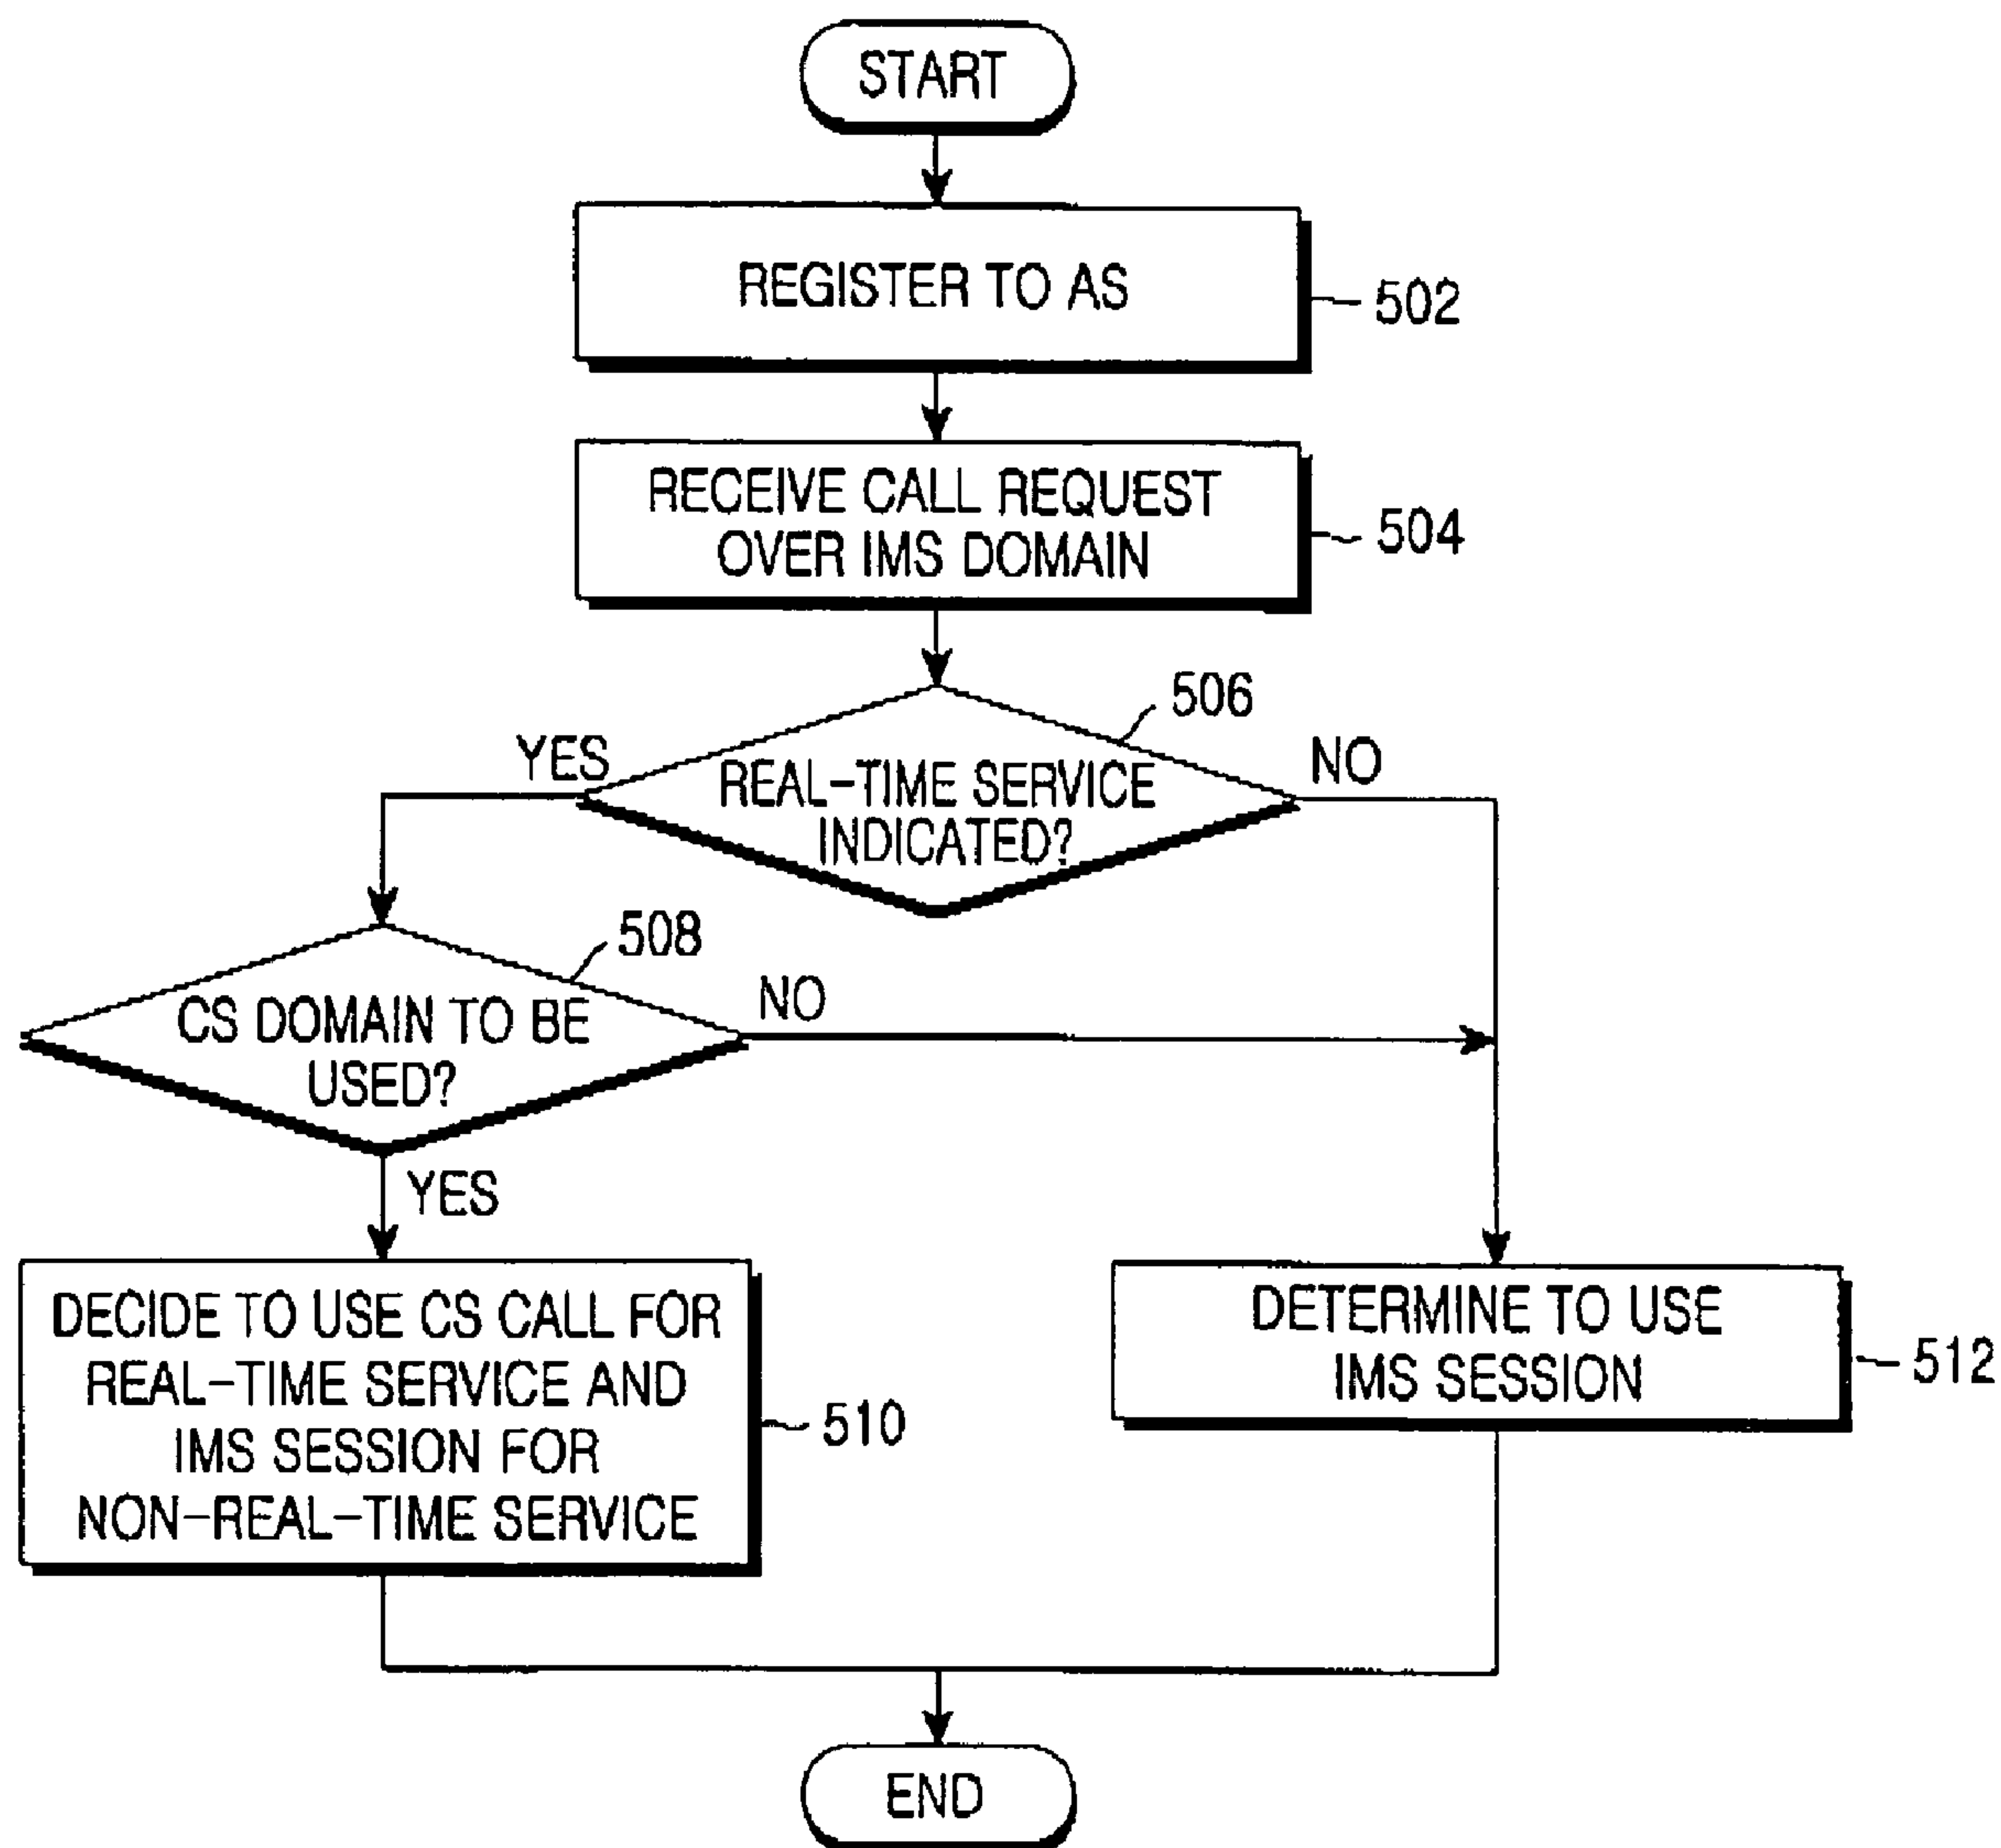 START
REGISTER TO AS
502
RECEIVE CALL REQUEST
OVER IMS DOMAIN
504
506
YES
NO
REAL-TIME SERVICE
INDICATED?
508
NO
CS DOMAIN TO BE
USED?
YES
DECIDE TO USE CS CALL FOR
REAL-TIME SERVICE AND
IMS SESSION FOR
NON-REAL-TIME SERVICE
510
DETERMINE TO USE
IMS SESSION
512
END